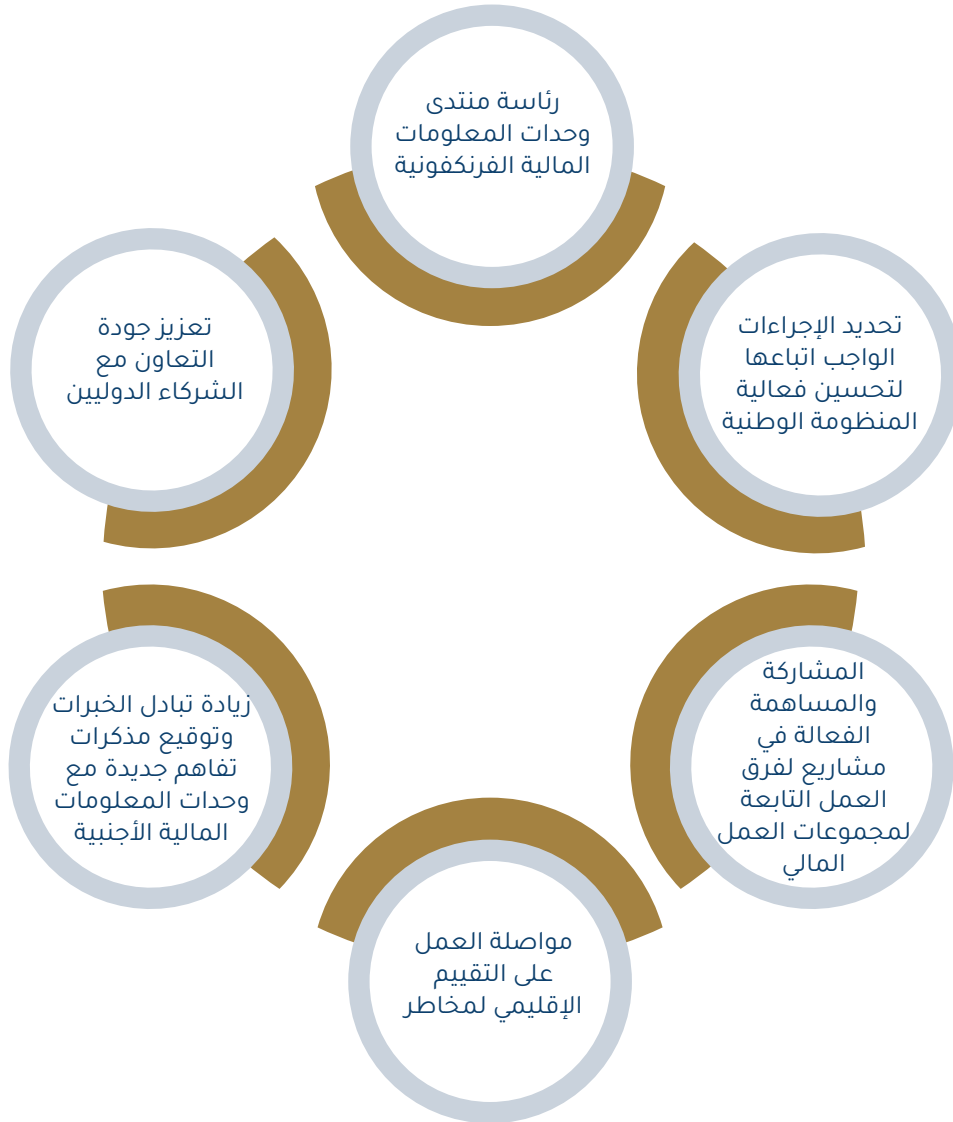 رئاسة منتدى
وحدات المعلومات
المالية الفرنكفونية
تحديد الإجراءات
الواجب اتباعها
لتحسين فعالية
المنظومة الوطنية
المشاركة
والمساهمة
الفعالة في
مشاريع لفرق
العمل التابعة
لمجموعات العمل
المالي
مواصلة العمل
على التقييم
الإقليمي لمخاطر
زيادة تبادل الخبرات
وتوقيع مذكرات
تفاهم جديدة مع
وحدات المعلومات
المالية الأجنبية
تعزيز جودة
التعاون مع
الشركاء الدوليين